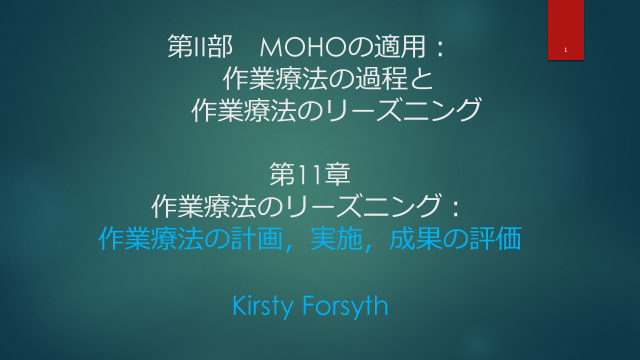 1
第II部　MOHOの適用：
作業療法の過程と
作業療法のリーズニング
第11章
作業療法のリーズニング：
作業療法の計画，実施，成果の評価
Kirsty Forsyth